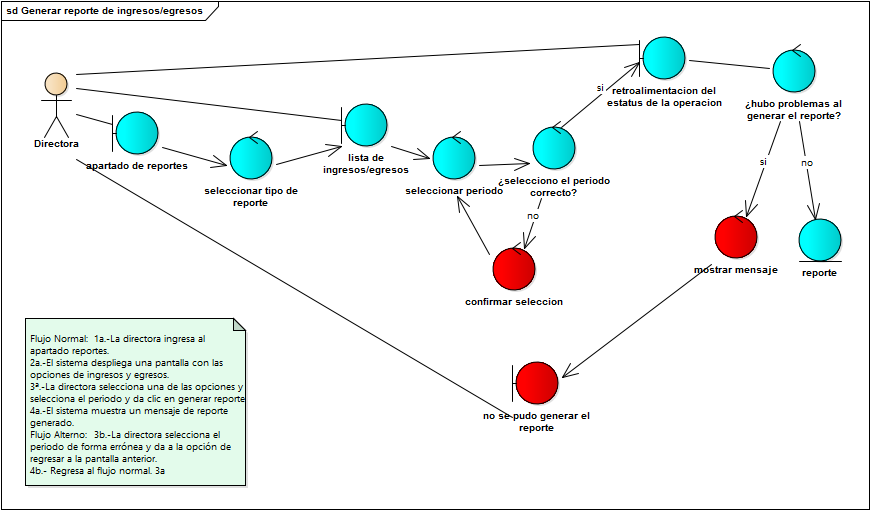 sd Generar reporte de ingresos/egresos
Directora
apartado de reportes
seleccionar tipo de
reporte
lista de
ingresos/egresos
seleccionar periodo
¿selecciono el periodo
correcto?
si
no
confirmar seleccion
retroalimentacion del
estatus de la operacion
¿hubo problemas al
generar el reporte?
si
no
mostrar mensaje
reporte
no se pudo generar el
reporte
Flujo Normal:  1a.-La directora ingresa al
apartado reportes.
2a.-El sistema despliega una pantalla con las
opciones de ingresos y egresos.
3ª.-La directora selecciona una de las opciones y
selecciona el periodo y da clic en generar reporte
4a.-El sistema muestra un mensaje de reporte
generado.
Flujo Alterno:  3b.-La directora selecciona el
periodo de forma errónea y da a la opción de
regresar a la pantalla anterior.
4b.- Regresa al flujo normal. 3a